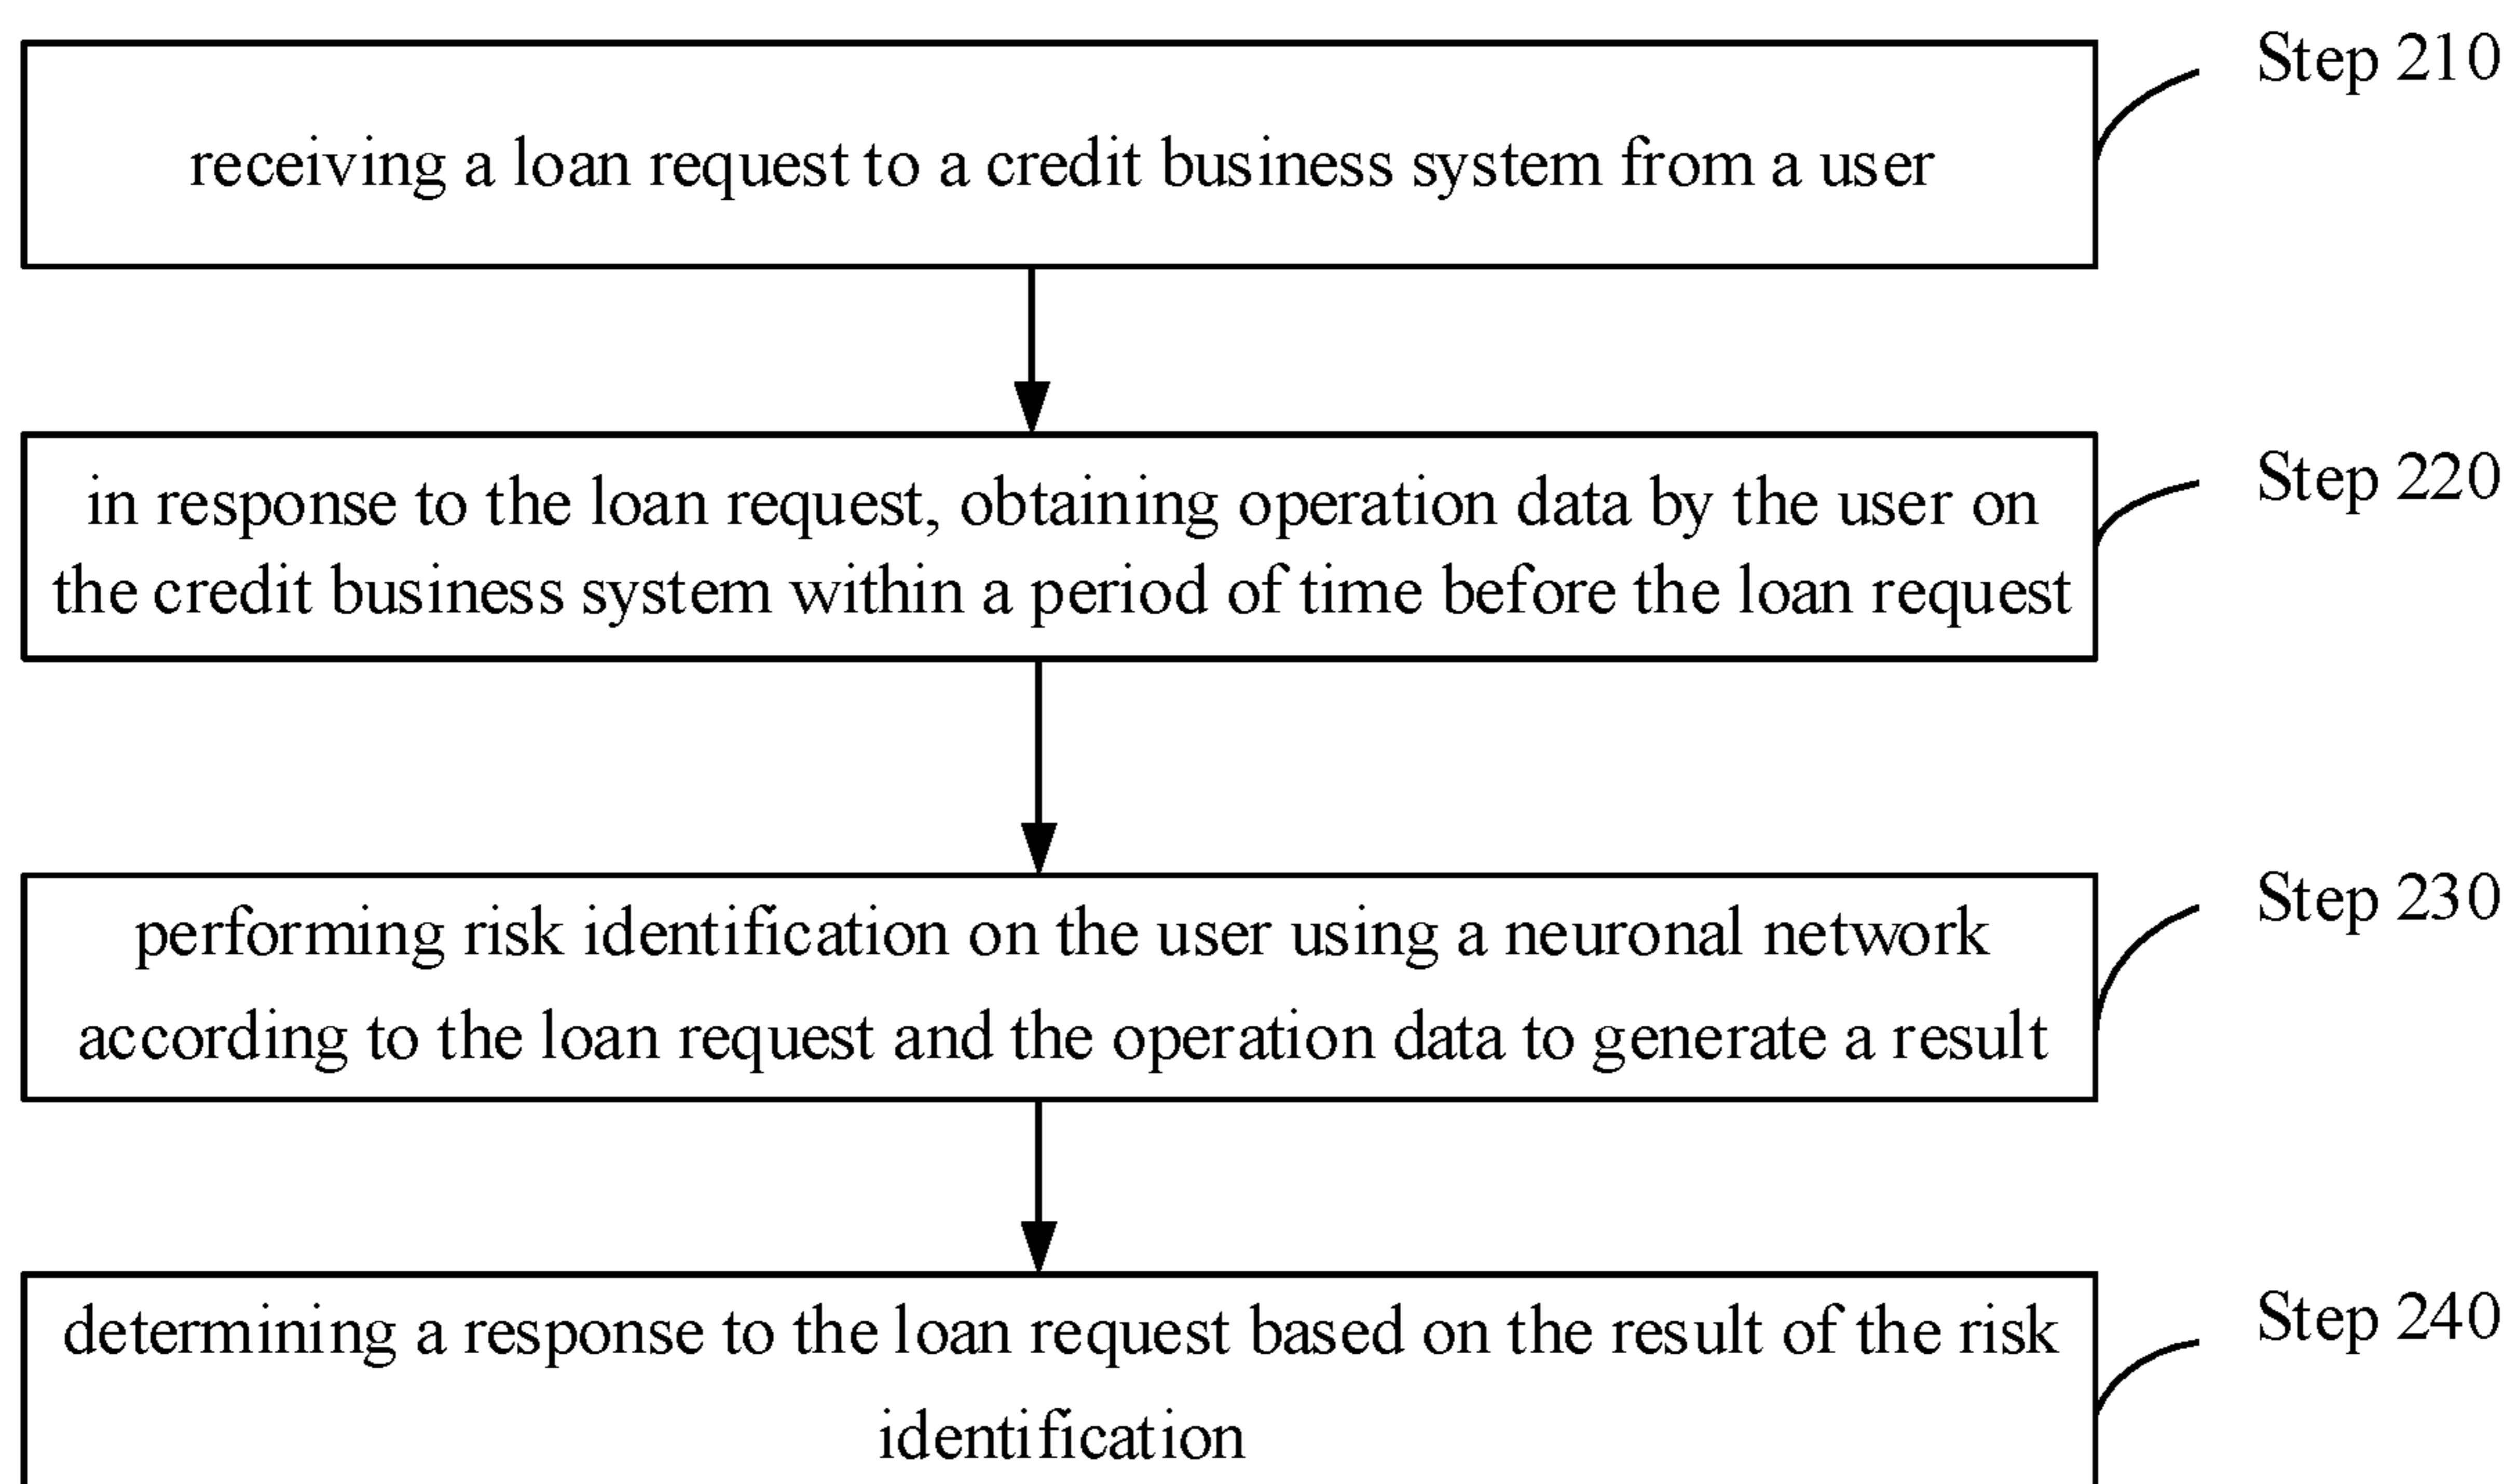 Step 210
receiving a loan request to a credit business system from a user
Step 220
in response to the loan request, obtaining operation data by the user on
the credit business system within a period of time before the loan request
Step 230
performing risk identification on the user using a neuronal network
according to the loan request and the operation data to generate a result
Step 240
determining a response to the loan request based on the result of the risk
identification